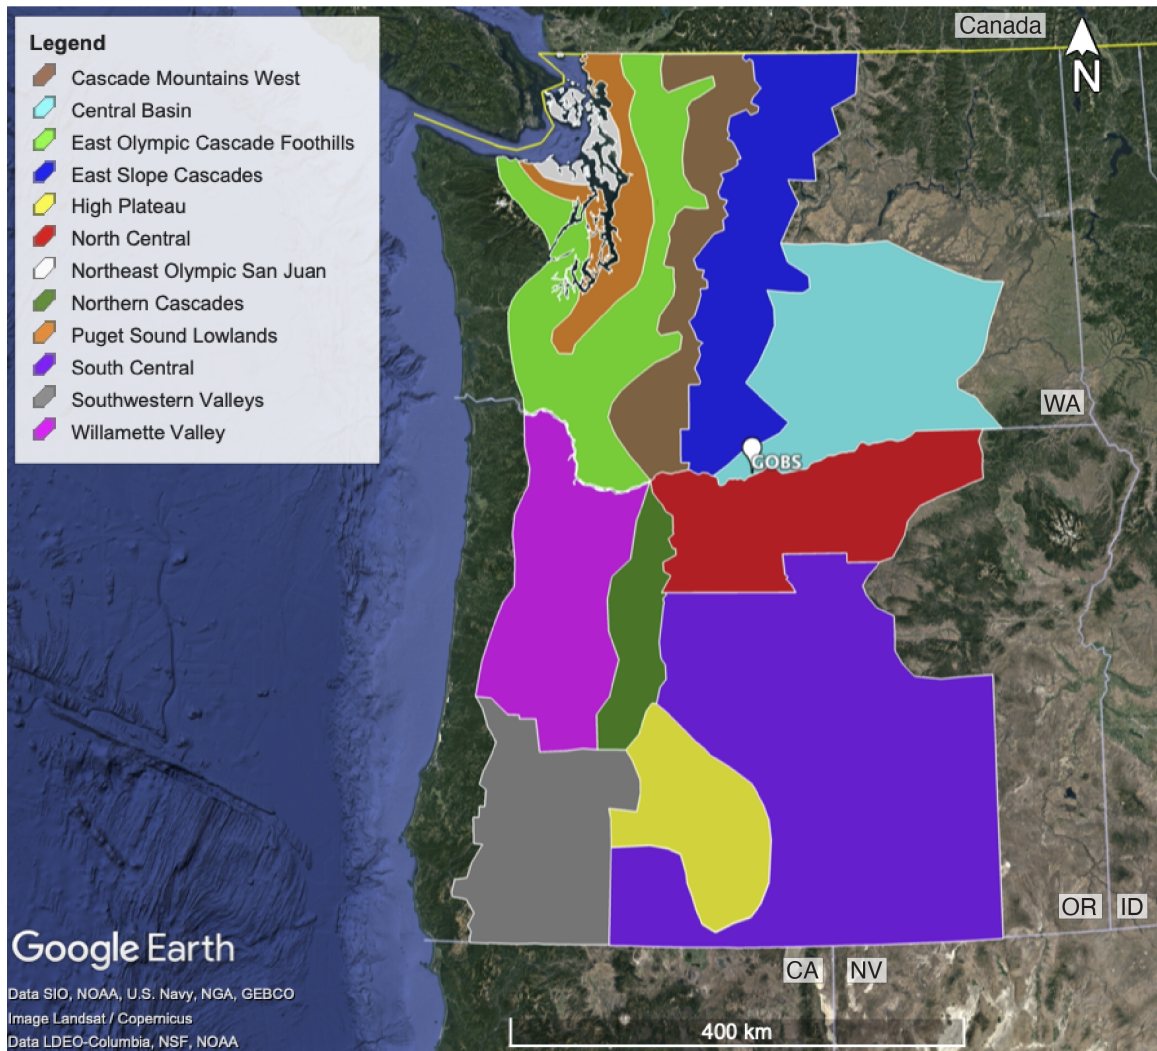 Canada
N
Legend
Cascade Mountains West
Central Basin
East Olympic Cascade Foothills
East Slope Cascades
High Plateau
North Central
Northeast Olympic San Juan
Northern Cascades
Puget Sound Lowlands
South Central
Southwestern Valleys
Willamette Valley
WA
GOBS
OR ID
Google Earth
CA NV
Data SIO, NOAA, U.S. Navy, NGA, GEBCO
Image Landsat / Copernicus
Data LDEO-Columbia, NSF, NOAA
400 km